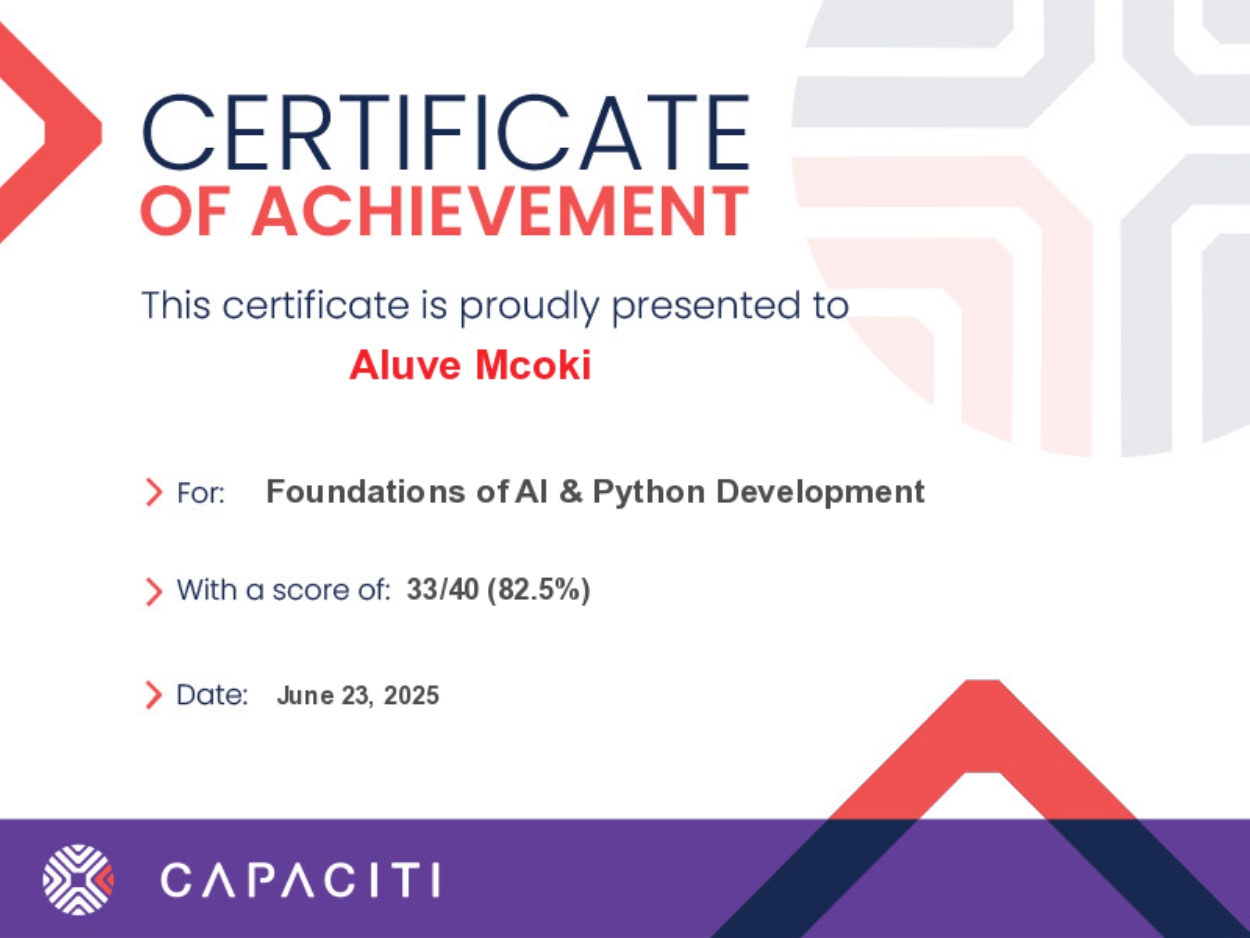 CERTIFICATE
OF ACHIEVEMENT
This certificate is proudly presented to
Aluve Mcoki
For: Foundations of AI & Python Development
With a score of: 33/40 (82.5%)
Date: June 23, 2025
CAPACITI